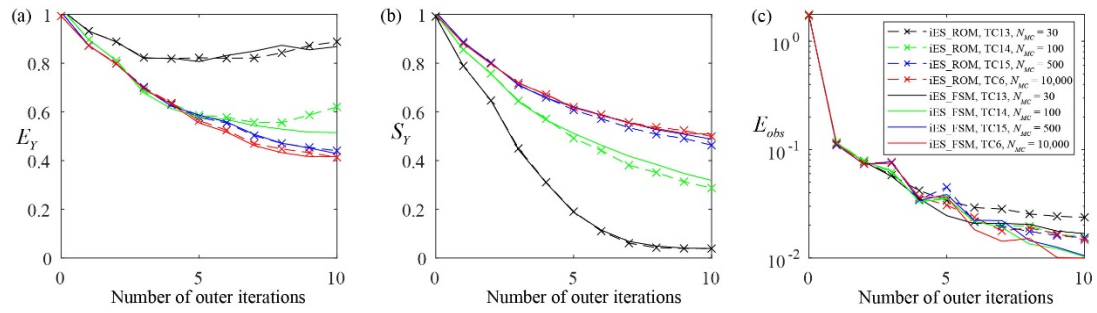 (a)
1
0.8
0.6
0.4
0.2
0
E_Y
0
5
10
Number of outer iterations
(b)
1
0.8
0.6
0.4
0.2
0
S_Y
0
5
10
Number of outer iterations
(c)
10^0
10^-1
10^-2
E_obs
0
5
10
Number of outer iterations
iES_ROM, TC13, N_MC = 30
iES_ROM, TC14, N_MC = 100
iES_ROM, TC15, N_MC = 500
iES_ROM, TC6, N_MC = 10,000
iES_FSM, TC13, N_MC = 30
iES_FSM, TC14, N_MC = 100
iES_FSM, TC15, N_MC = 500
iES_FSM, TC6, N_MC = 10,000